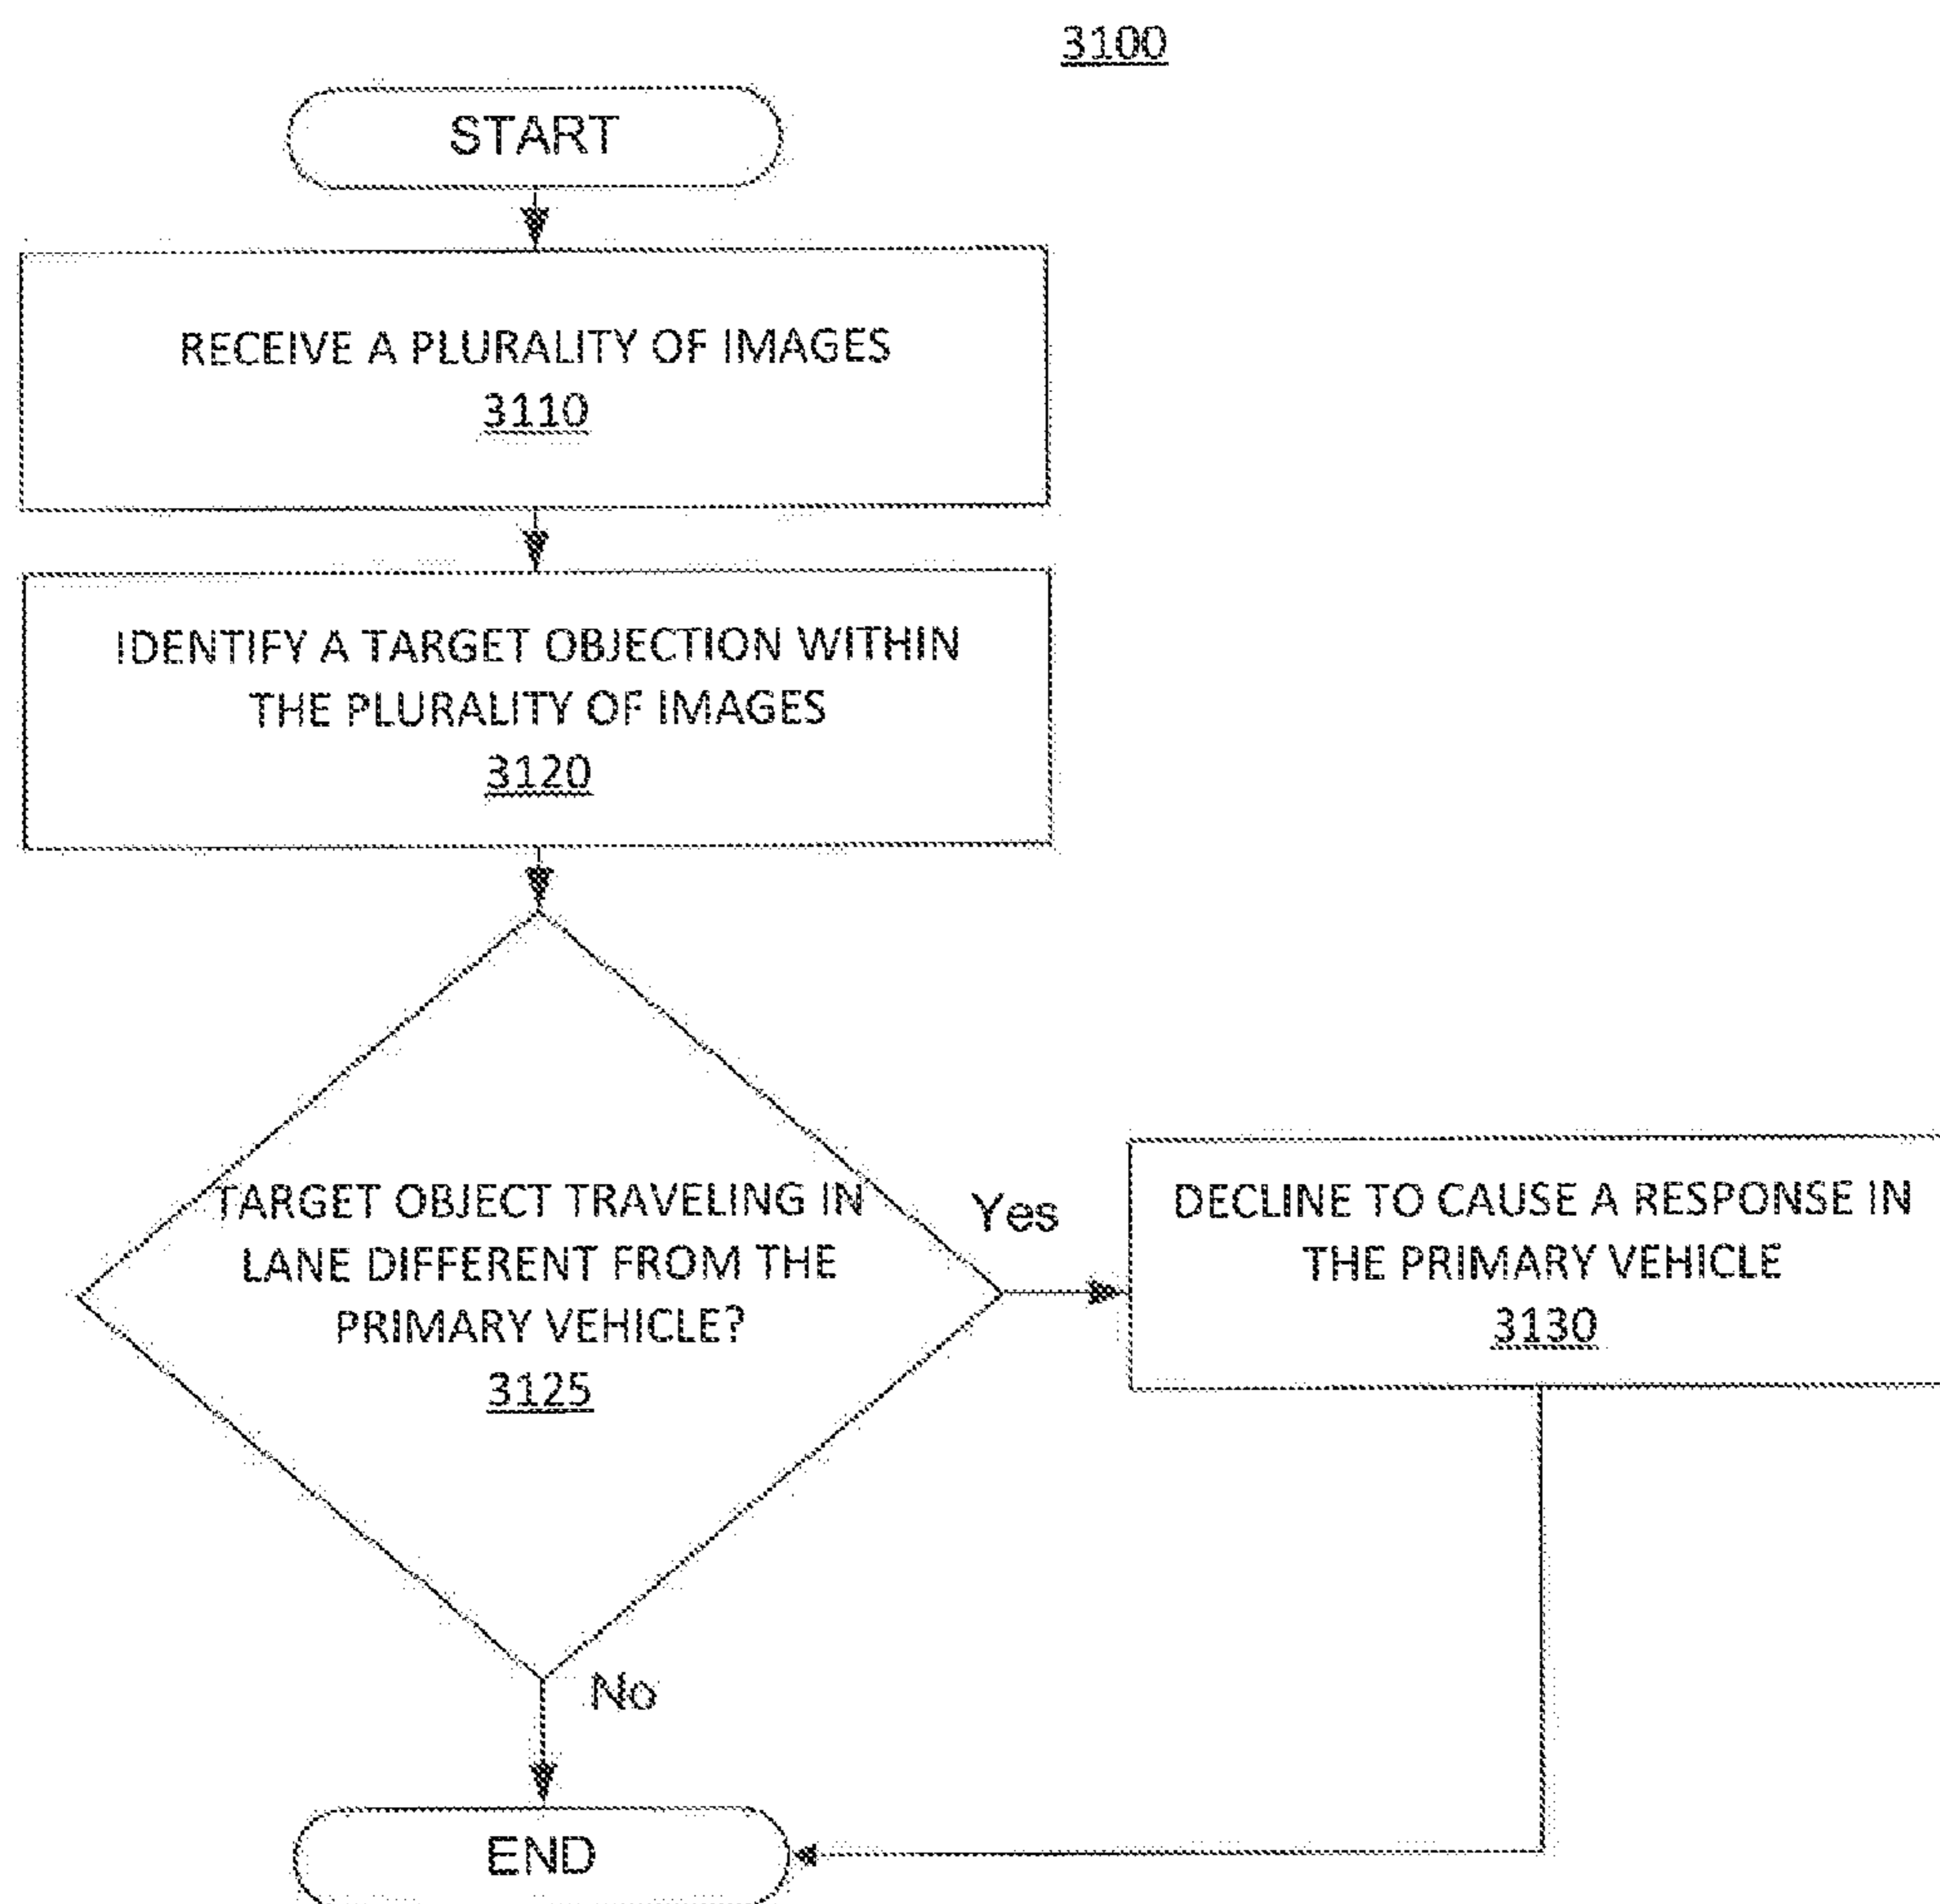 3100
START
RECEIVE A PLURALITY OF IMAGES
3110
IDENTIFY A TARGET OBJECTION WITHIN
THE PLURALITY OF IMAGES
3120
TARGET OBJECT TRAVELING IN
LANE DIFFERENT FROM THE
PRIMARY VEHICLE?
3125
Yes
DECLINE TO CAUSE A RESPONSE IN
THE PRIMARY VEHICLE
3130
No
END